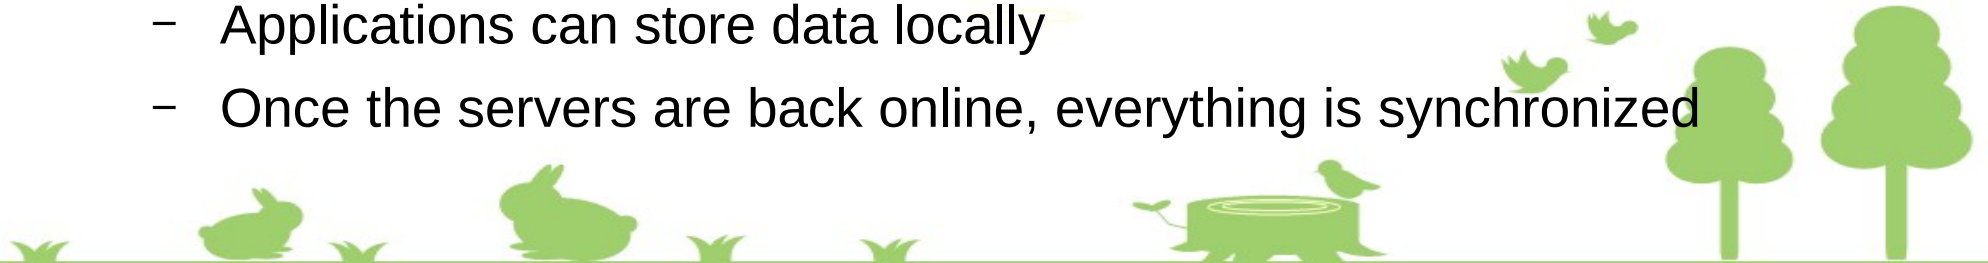 – Applications can store data locally
– Once the servers are back online, everything is synchronized